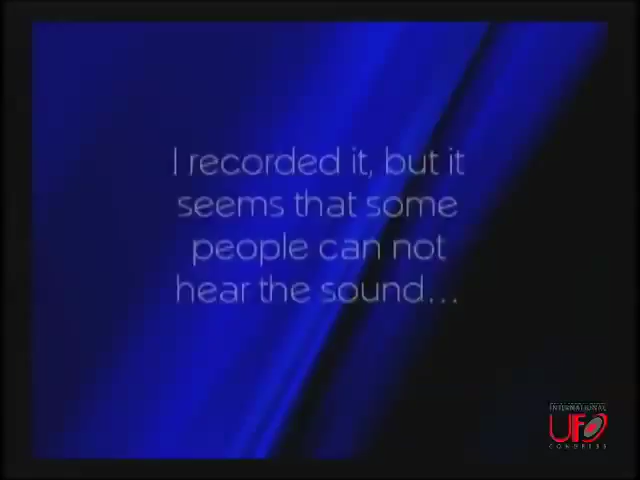 I recorded it, but it
seems that some
people can not
hear the sound...
INTERNATIONAL
UFO
CONGRESS